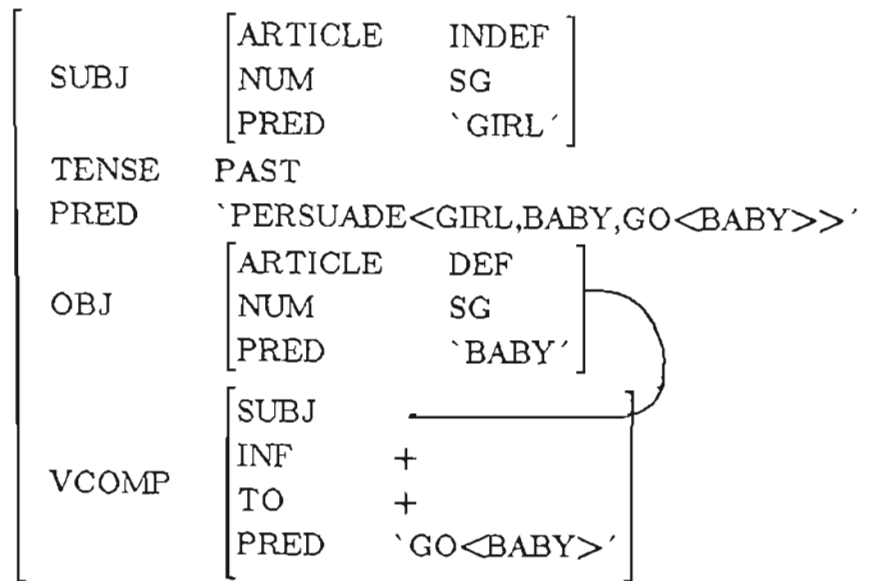 ARTICLE INDEF
SUBJ NUM SG
PRED `GIRL´
TENSE PAST
PRED `PERSUADE<GIRL,BABY,GO<BABY>>´
ARTICLE DEF
OBJ NUM SG
PRED `BABY´
SUBJ
INF +
VCOMP
TO +
PRED `GO<BABY>´